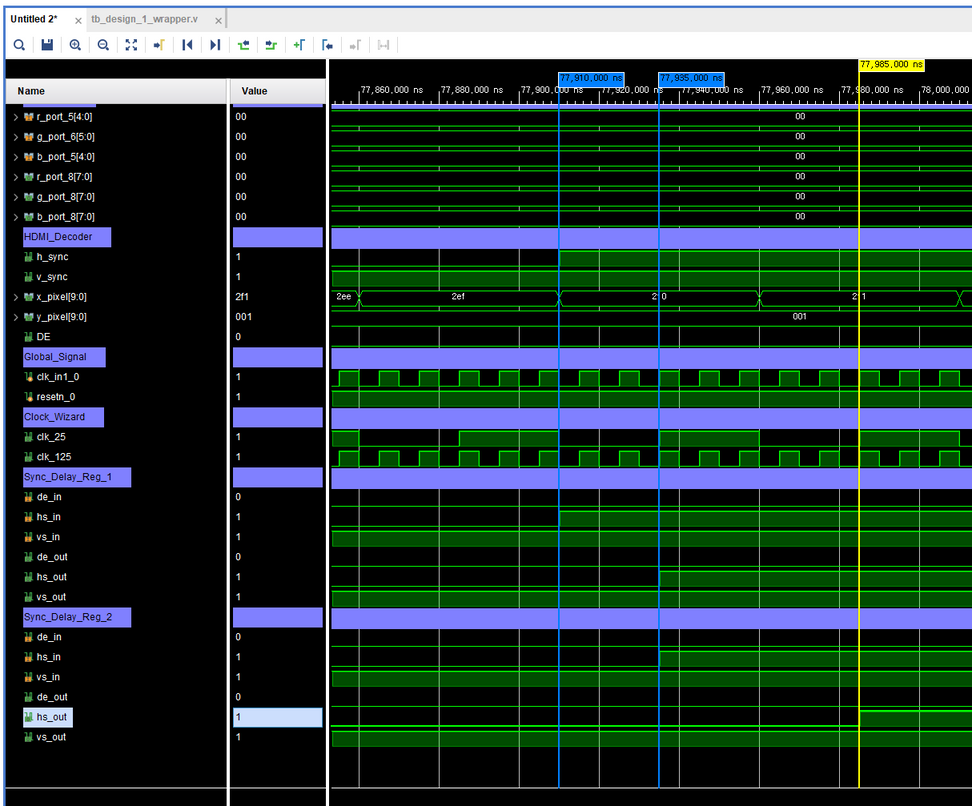 Untitled 2*
tb_design_1_wrapper.v
77,985,000 ns
77,910,000 ns 77,935,000 ns
Name Value
77,860,000 ns 77,880,000 ns 77,900,000 ns 77,920,000 ns 77,940,000 ns 77,960,000 ns 77,980,000 ns 78,000,000
r_port_5[4:0] 00 00
g_port_6[5:0] 00 00
b_port_5[4:0] 00 00
r_port_8[7:0] 00 00
g_port_8[7:0] 00 00
b_port_8[7:0] 00 00
HDMI_Decoder
h_sync 1
v_sync 1
x_pixel[9:0] 2f1 2ee 2ef
y_pixel[9:0] 001 001
DE 0
Global_Signal
clk_in1_0 1
resetn_0 1
Clock_Wizard
clk_25 1
clk_125 1
Sync_Delay_Reg_1
de_in 0
hs_in 1
vs_in 1
de_out 0
hs_out 1
vs_out 1
Sync_Delay_Reg_2
de_in 0
hs_in 1
vs_in 1
de_out 0
hs_out 1
vs_out 1